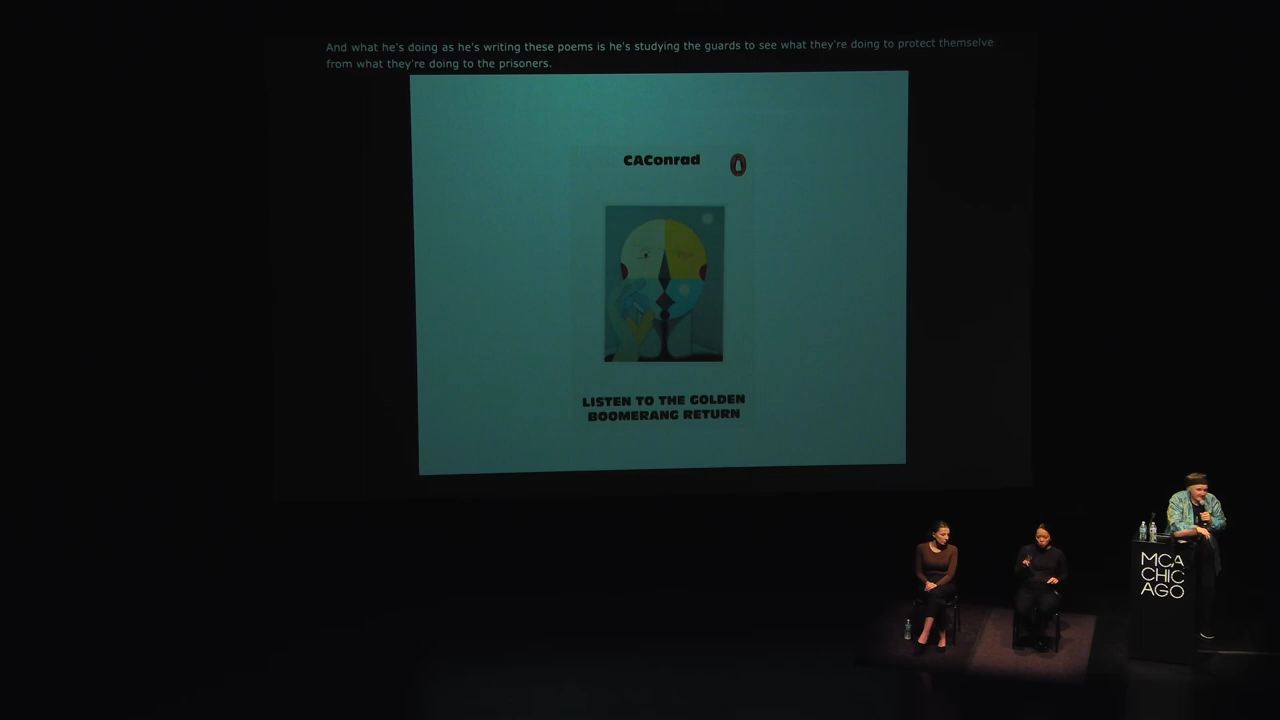 And what he's doing as he's writing these poems is he's studying the guards to see what they're doing to protect themselve
from what they're doing to the prisoners.
CAConrad
LISTEN TO THE GOLDEN
BOOMERANG RETURN
MCA
CHIC
AGO